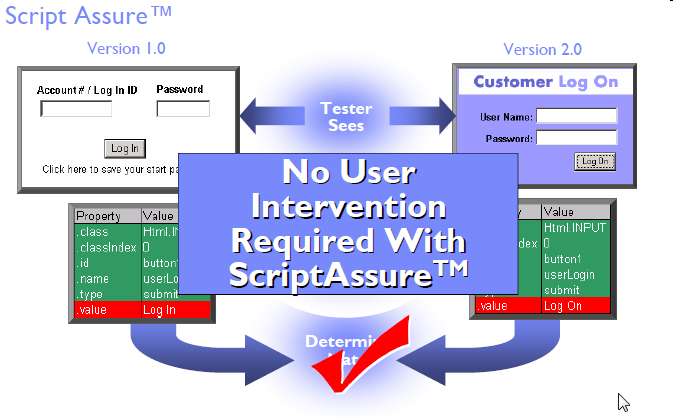 Script Assure™
Version 1.0
Version 2.0
Account # / Log In ID Password
Log In
Click here to save your start
Tester
Sees
Customer Log On
User Name:
Password:
Log On
No User
Intervention
Required With
ScriptAssure™
Property Value
.class
.classIndex 0
.id button1
.name
.type submit
.value Log In
Value
Html.INPUT
0
button1
userLogin
submit
.value Log On